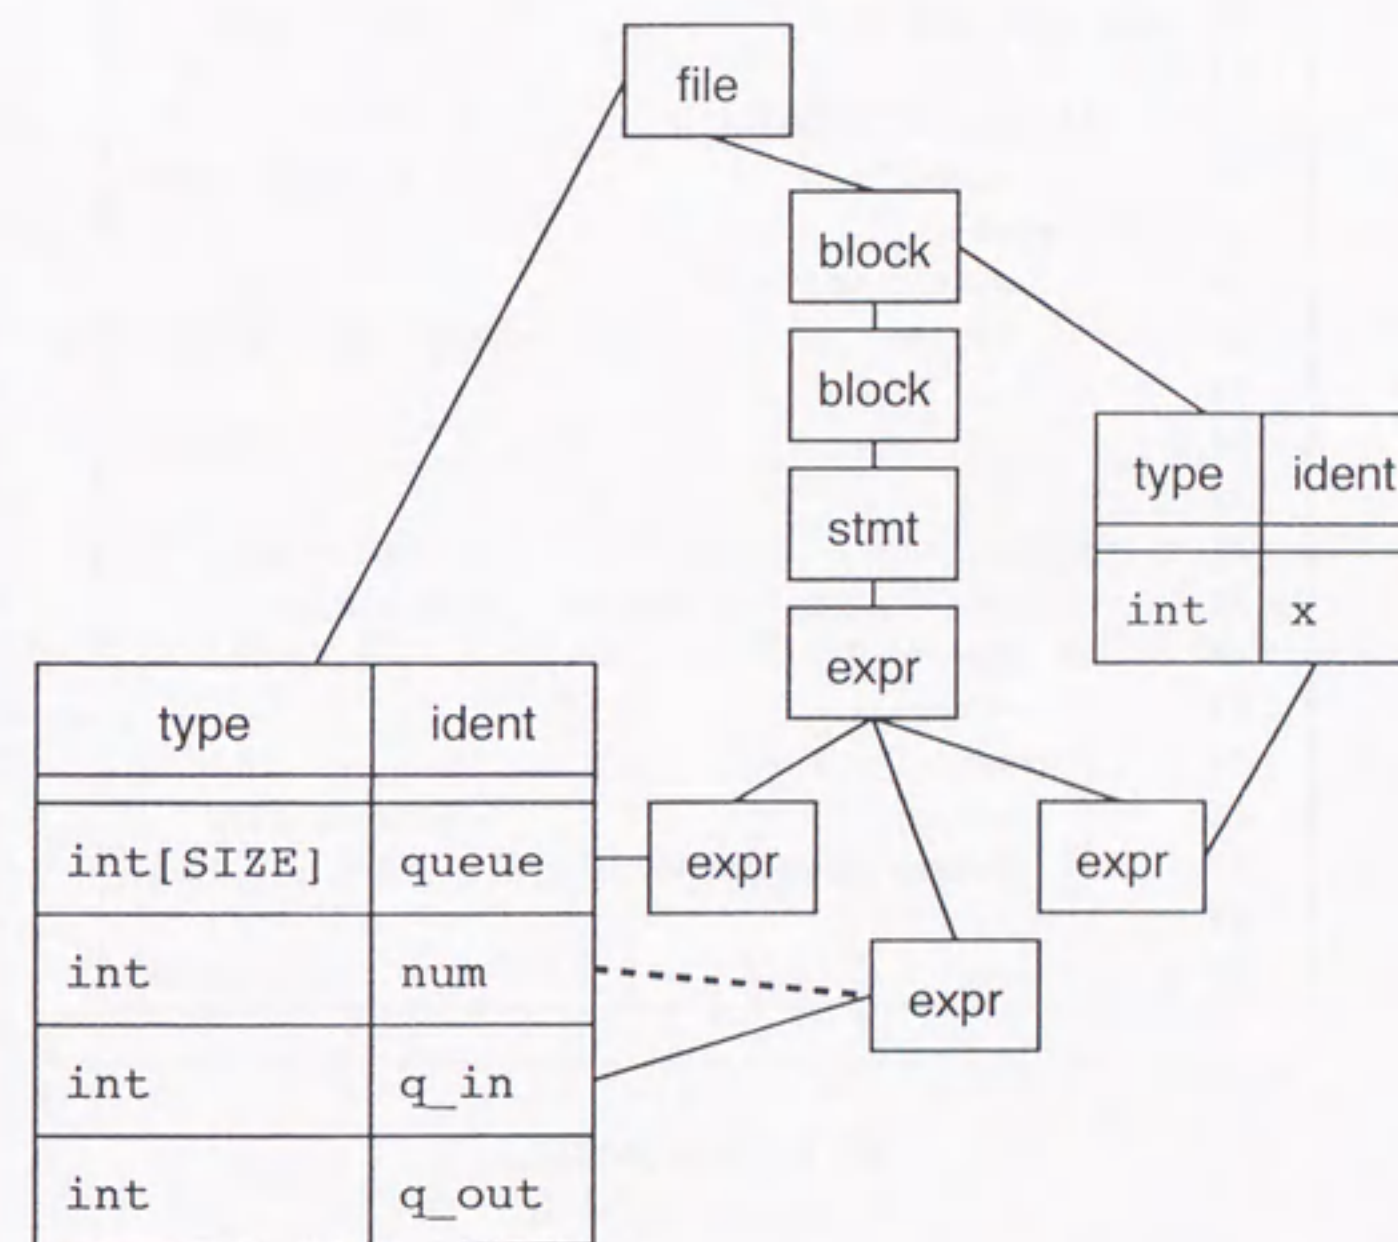 file
block
block
stmt
type ident
int x
expr
type ident
int[SIZE] queue
int num
int q_in
int q_out
expr
expr
expr